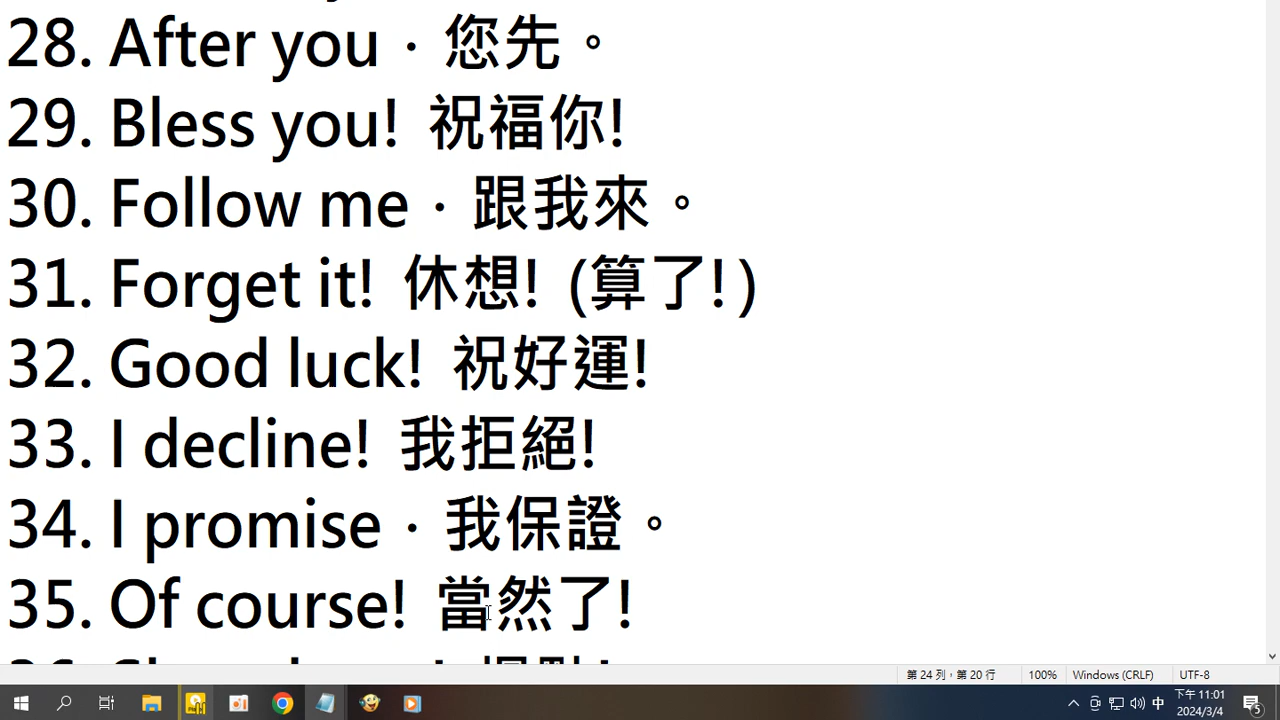 28. After you．您先。
29. Bless you! 祝福你!
30. Follow me．跟我來。
31. Forget it! 休想! (算了!)
32. Good luck! 祝好運!
33. I decline! 我拒絕!
34. I promise．我保證。
35. Of course! 當然了!
第 24 列，第 20 行
100%
Windows (CRLF)
UTF-8
中
下午 11:01
2024/3/4
5